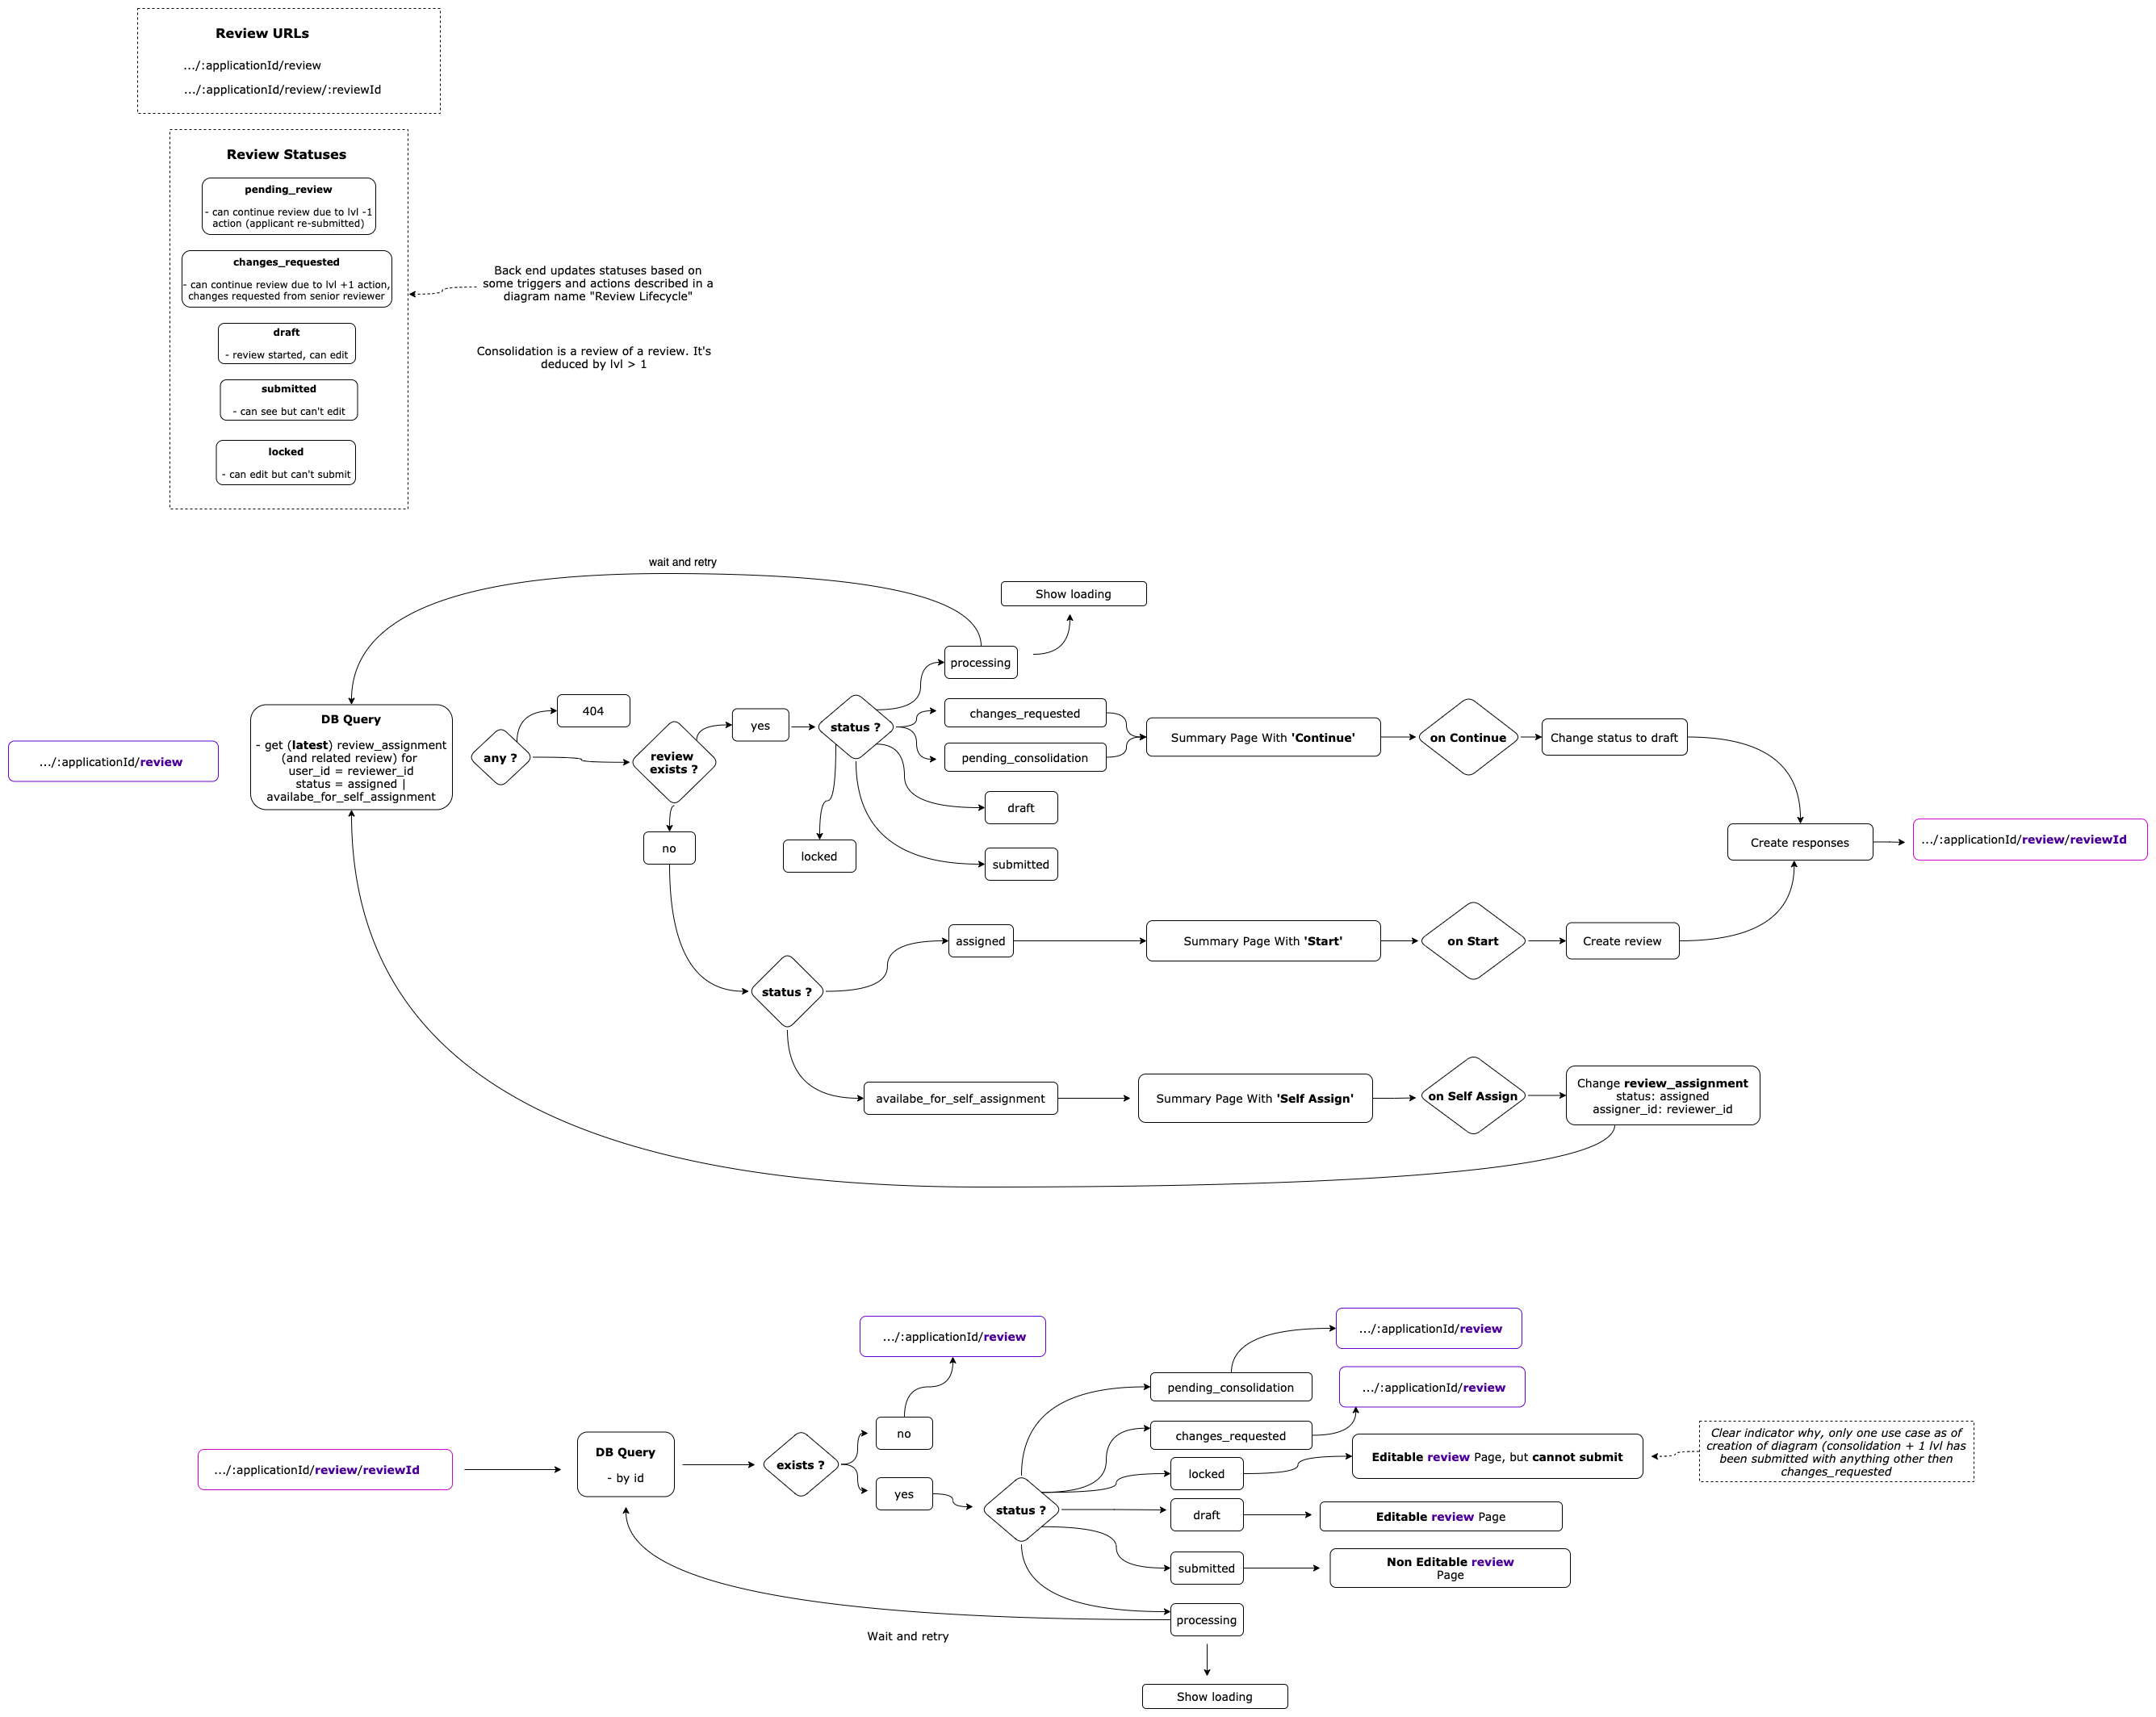 Review URLs
.../:applicationId/review
.../:applicationId/review/:reviewId
Review Statuses
pending_review
- can continue review due to lvl -1
action (applicant re-submitted)
changes_requested
- can continue review due to lvl +1 action,
changes requested from senior reviewer
draft
- review started, can edit
submitted
- can see but can't edit
locked
- can edit but can't submit
Back end updates statuses based on
some triggers and actions described in a
diagram name "Review Lifecycle"
Consolidation is a review of a review. It's
deduced by lvl > 1
wait and retry
Show loading
processing
.../:applicationId/review
DB Query
- get (latest) review_assignment
(and related review) for
user_id = reviewer_id
status = assigned |
availabe_for_self_assignment
any ?
404
review
exists ?
yes
no
status ?
changes_requested
pending_consolidation
draft
submitted
locked
Summary Page With 'Continue'
on Continue
Change status to draft
Create responses
.../:applicationId/review/reviewId
status ?
assigned
Summary Page With 'Start'
on Start
Create review
availabe_for_self_assignment
Summary Page With 'Self Assign'
on Self Assign
Change review_assignment
status: assigned
assigner_id: reviewer_id
.../:applicationId/review/reviewId
DB Query
- by id
exists ?
no
.../:applicationId/review
yes
status ?
pending_consolidation
.../:applicationId/review
changes_requested
.../:applicationId/review
locked
Editable review Page, but cannot submit
Clear indicator why, only one use case as of
creation of diagram (consolidation + 1 lvl has
been submitted with anything other then
changes_requested
draft
Editable review Page
submitted
Non Editable review
Page
processing
Wait and retry
Show loading